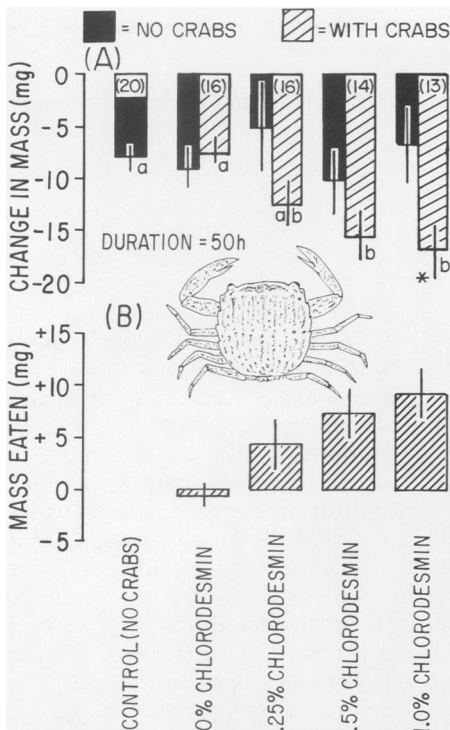 = NO CRABS = WITH CRABS
(A)
CHANGE IN MASS (mg)
0
-5
-10
-15
-20
(20) (16) (16) (14) (13)
a a a b b b
*
DURATION = 50h
(B)
MASS EATEN (mg)
+15
+10
+ 5
0
-5
CONTROL (NO CRABS)
0% CHLORODESMIN
.25% CHLORODESMIN
.5% CHLORODESMIN
1.0% CHLORODESMIN